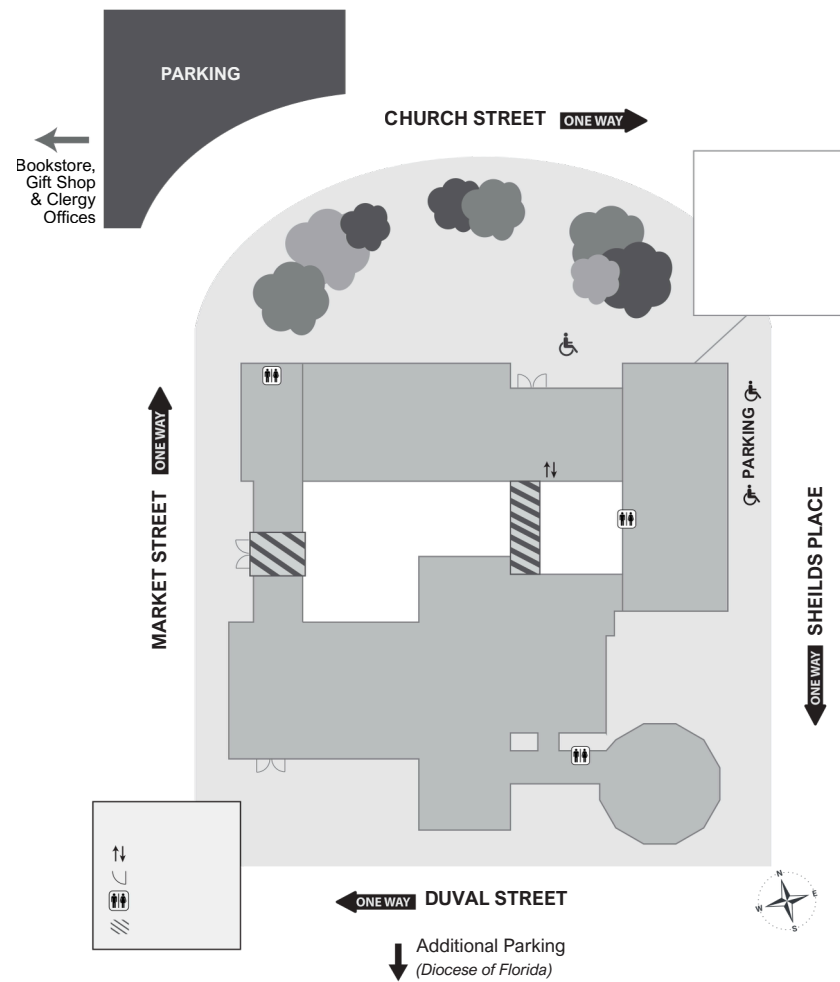 PARKING
CHURCH STREET ONE WAY
Bookstore,
Gift Shop
& Clergy
Offices
MARKET STREET ONE WAY
PARKING
SHEILDS PLACE
ONE WAY
ONE WAY DUVAL STREET
Additional Parking
(Diocese of Florida)
N
E
S
W